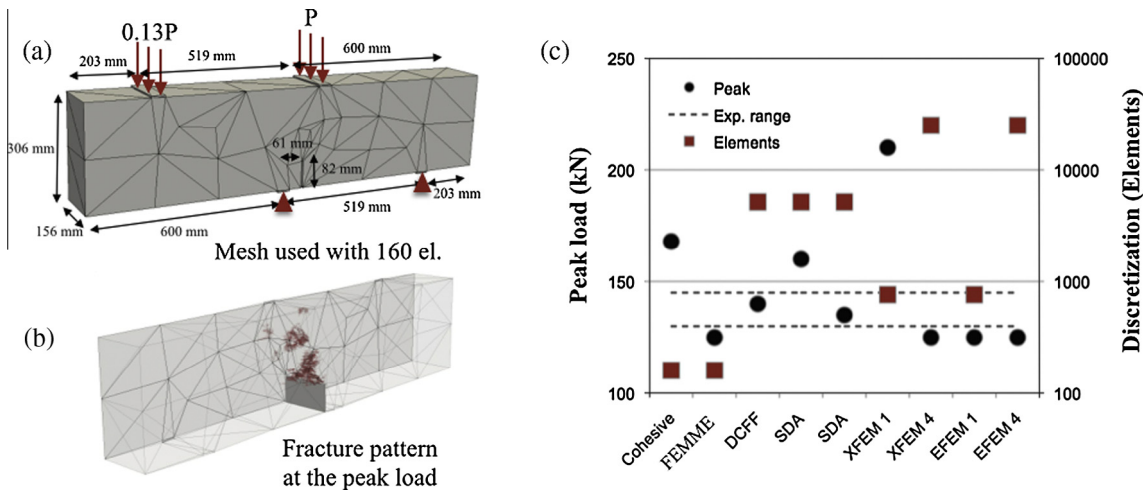 (a)
0.13P
P
203 mm
519 mm
600 mm
306 mm
61 mm
82 mm
203 mm
519 mm
156 mm
600 mm
Mesh used with 160 el.
(b)
Fracture pattern
at the peak load
(c)
250
200
150
100
Peak load (kN)
Peak
Exp. range
Elements
100000
10000
1000
100
Discretization (Elements)
Cohesive
FEMME
DCFF
SDA
SDA
XFEM 1
XFEM 4
EFEM 1
EFEM 4